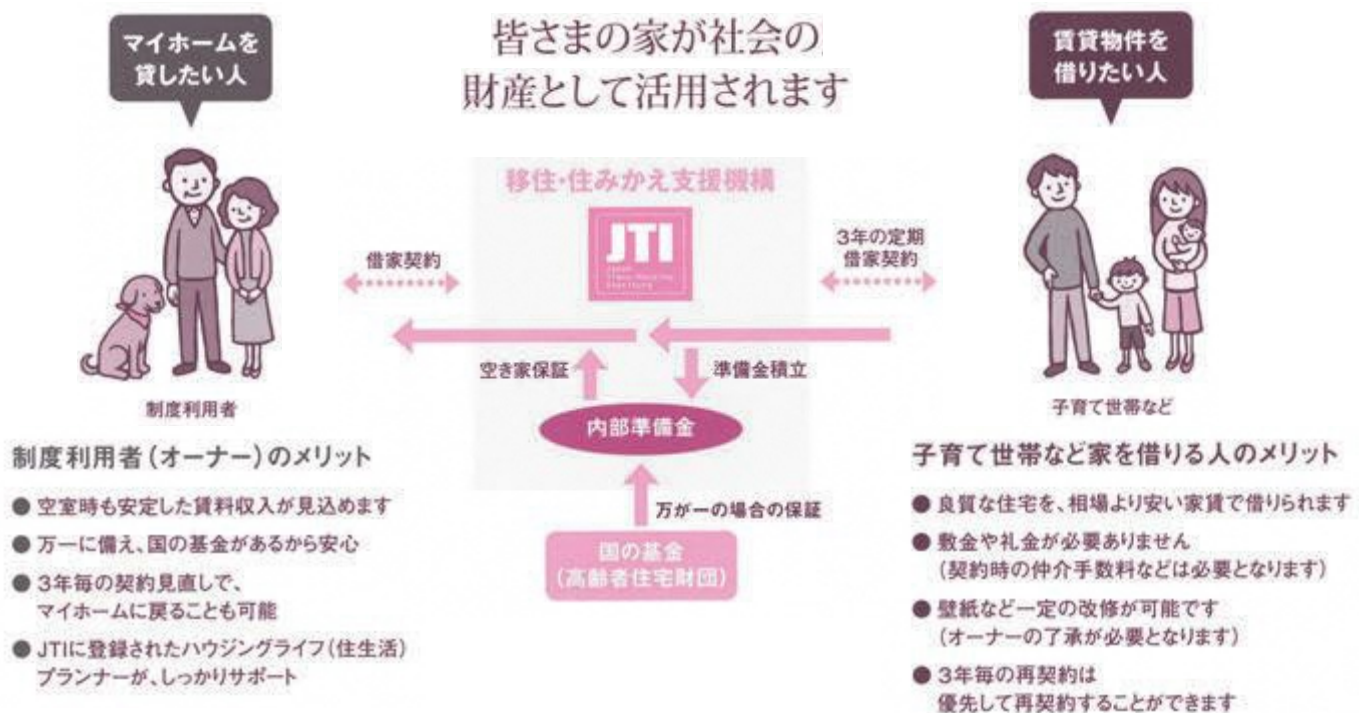 皆さまの家が社会の
財産として活用されます
マイホームを
貸したい人
賃貸物件を
借りたい人
移住・住みかえ支援機構
JTI
借家契約
3年の定期
借家契約
空き家保証
準備金積立
内部準備金
万が一の場合の保証
国の基金
(高齢者住宅財団)
制度利用者
子育て世帯など
制度利用者(オーナー)のメリット
● 空室時も安定した賃料収入が見込めます
● 万一に備え、国の基金があるから安心
● 3年毎の契約見直しで、
マイホームに戻ることも可能
● JTIに登録されたハウジングライフ(住生活)
プランナーが、しっかりサポート
子育て世帯など家を借りる人のメリット
● 良質な住宅を、相場より安い家賃で借りられます
● 敷金や礼金が必要ありません
(契約時の仲介手数料などは必要となります)
● 壁紙など一定の改修が可能です
(オーナーの了承が必要となります)
● 3年毎の再契約は
優先して再契約することができます